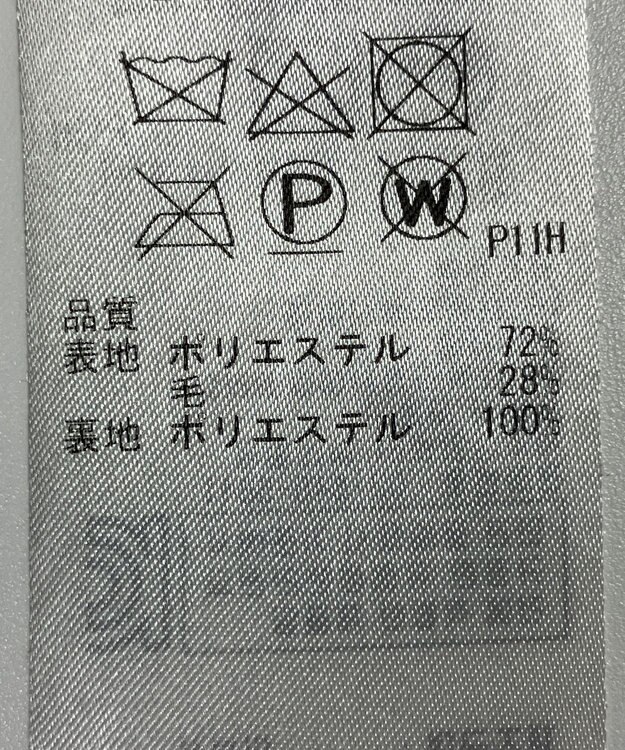 P W
P11H
品質
表地 ポリエステル 72%
毛 28%
裏地 ポリエステル 100%